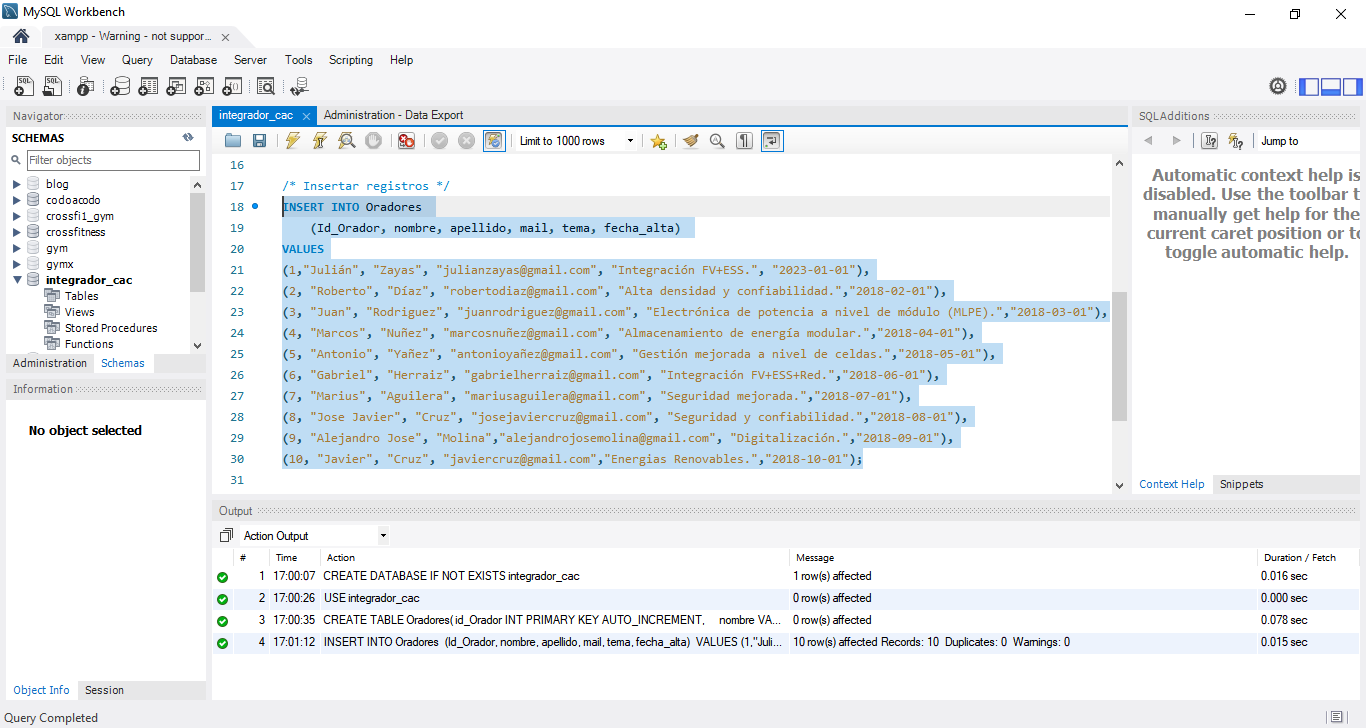 MySQL Workbench
xampp - Warning - not suppor...
File Edit View Query Database Server Tools Scripting Help
Navigator
SCHEMAS
Filter objects
blog
codoacodo
crossfi1_gym
crossfitness
gym
gymx
integrador_cac
Tables
Views
Stored Procedures
Functions
Administration Schemas
Information
No object selected
Object Info Session
integrador_cac Administration - Data Export
Limit to 1000 rows
16
17 /* Insertar registros */
18 INSERT INTO Oradores
19 (Id_Orador, nombre, apellido, mail, tema, fecha_alta)
20 VALUES
21 (1,"Julián", "Zayas", "julianzayas@gmail.com", "Integración FV+ESS.", "2023-01-01"),
22 (2, "Roberto", "Díaz", "robertodiaz@gmail.com", "Alta densidad y confiabilidad.","2018-02-01"),
23 (3, "Juan", "Rodriguez", "juanrodriguez@gmail.com", "Electrónica de potencia a nivel de módulo (MLPE).","2018-03-01"),
24 (4, "Marcos", "Nuñez", "marcosnuñez@gmail.com", "Almacenamiento de energía modular.","2018-04-01"),
25 (5, "Antonio", "Yañez", "antonioyañez@gmail.com", "Gestión mejorada a nivel de celdas.","2018-05-01"),
26 (6, "Gabriel", "Herraiz", "gabrielherraiz@gmail.com", "Integración FV+ESS+Red.","2018-06-01"),
27 (7, "Marius", "Aguilera", "mariusaguilera@gmail.com", "Seguridad mejorada.","2018-07-01"),
28 (8, "Jose Javier", "Cruz", "josejaviercruz@gmail.com", "Seguridad y confiabilidad.","2018-08-01"),
29 (9, "Alejandro Jose", "Molina","alejandrojosemolina@gmail.com", "Digitalización.","2018-09-01"),
30 (10, "Javier", "Cruz", "javiercruz@gmail.com","Energias Renovables.","2018-10-01");
31
SQLAdditions
Jump to
Automatic context help is
disabled. Use the toolbar t
manually get help for the
current caret position or to
toggle automatic help.
Context Help Snippets
Output
Action Output
# Time Action Message Duration / Fetch
1 17:00:07 CREATE DATABASE IF NOT EXISTS integrador_cac 1 row(s) affected 0.016 sec
2 17:00:26 USE integrador_cac 0 row(s) affected 0.000 sec
3 17:00:35 CREATE TABLE Oradores( id_Orador INT PRIMARY KEY AUTO_INCREMENT, nombre VA... 0 row(s) affected 0.078 sec
4 17:01:12 INSERT INTO Oradores (Id_Orador, nombre, apellido, mail, tema, fecha_alta) VALUES (1,"Juli... 10 row(s) affected Records: 10 Duplicates: 0 Warnings: 0 0.015 sec
Query Completed